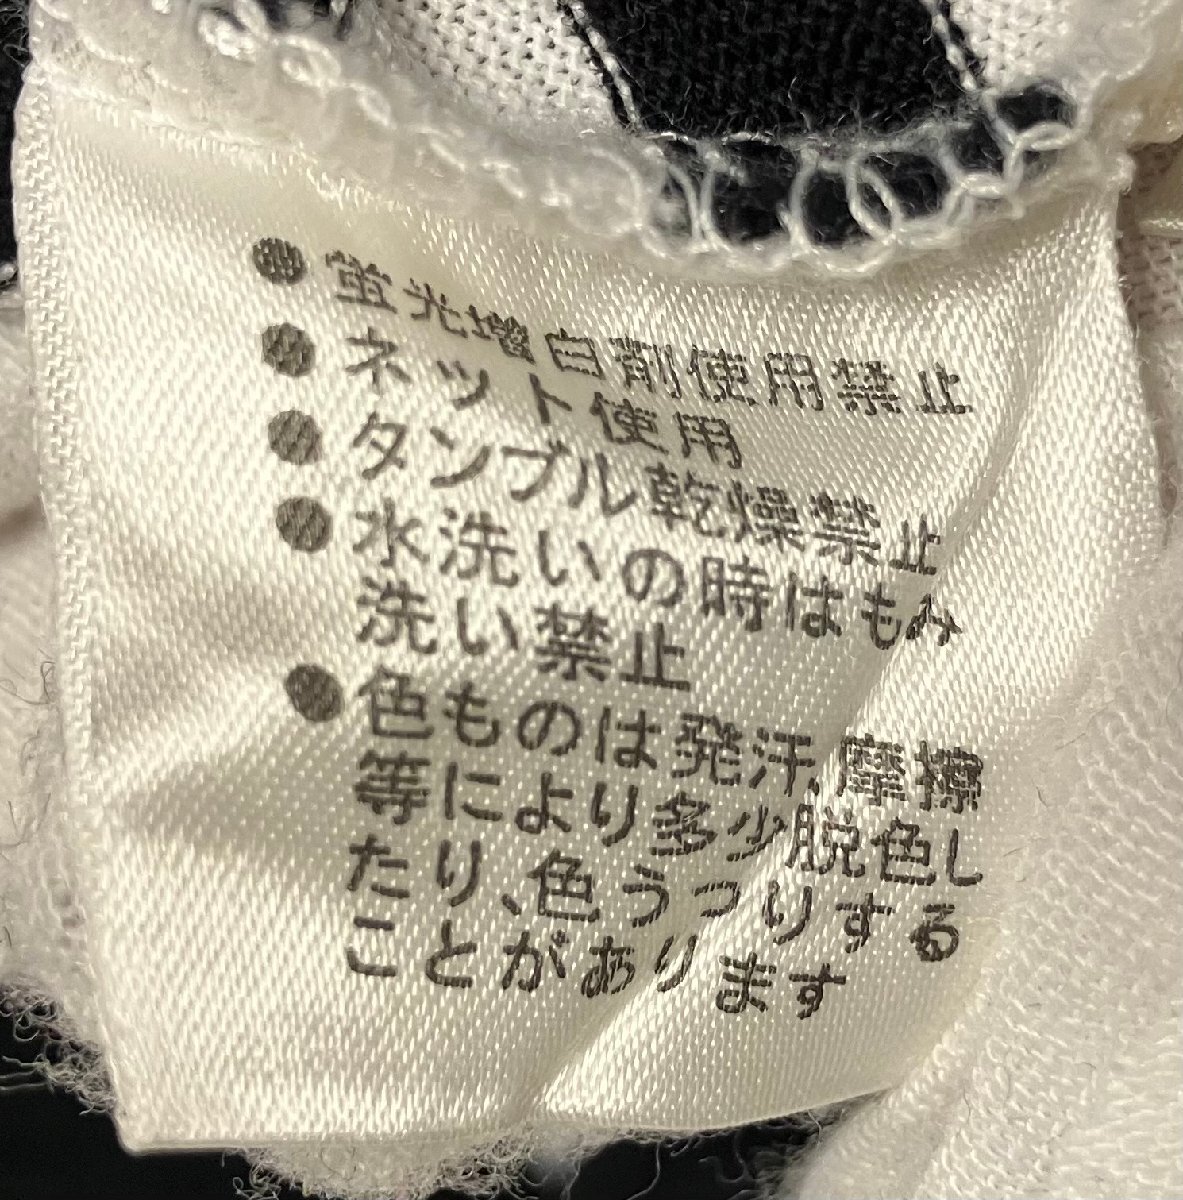 ●蛍光増白剤使用禁止
●ネット使用
●タンブル乾燥禁止
●水洗いの時はもみ
洗い禁止
●色ものは発汗、摩擦
等により多少脱色し
たり、色うつりする
ことがあります